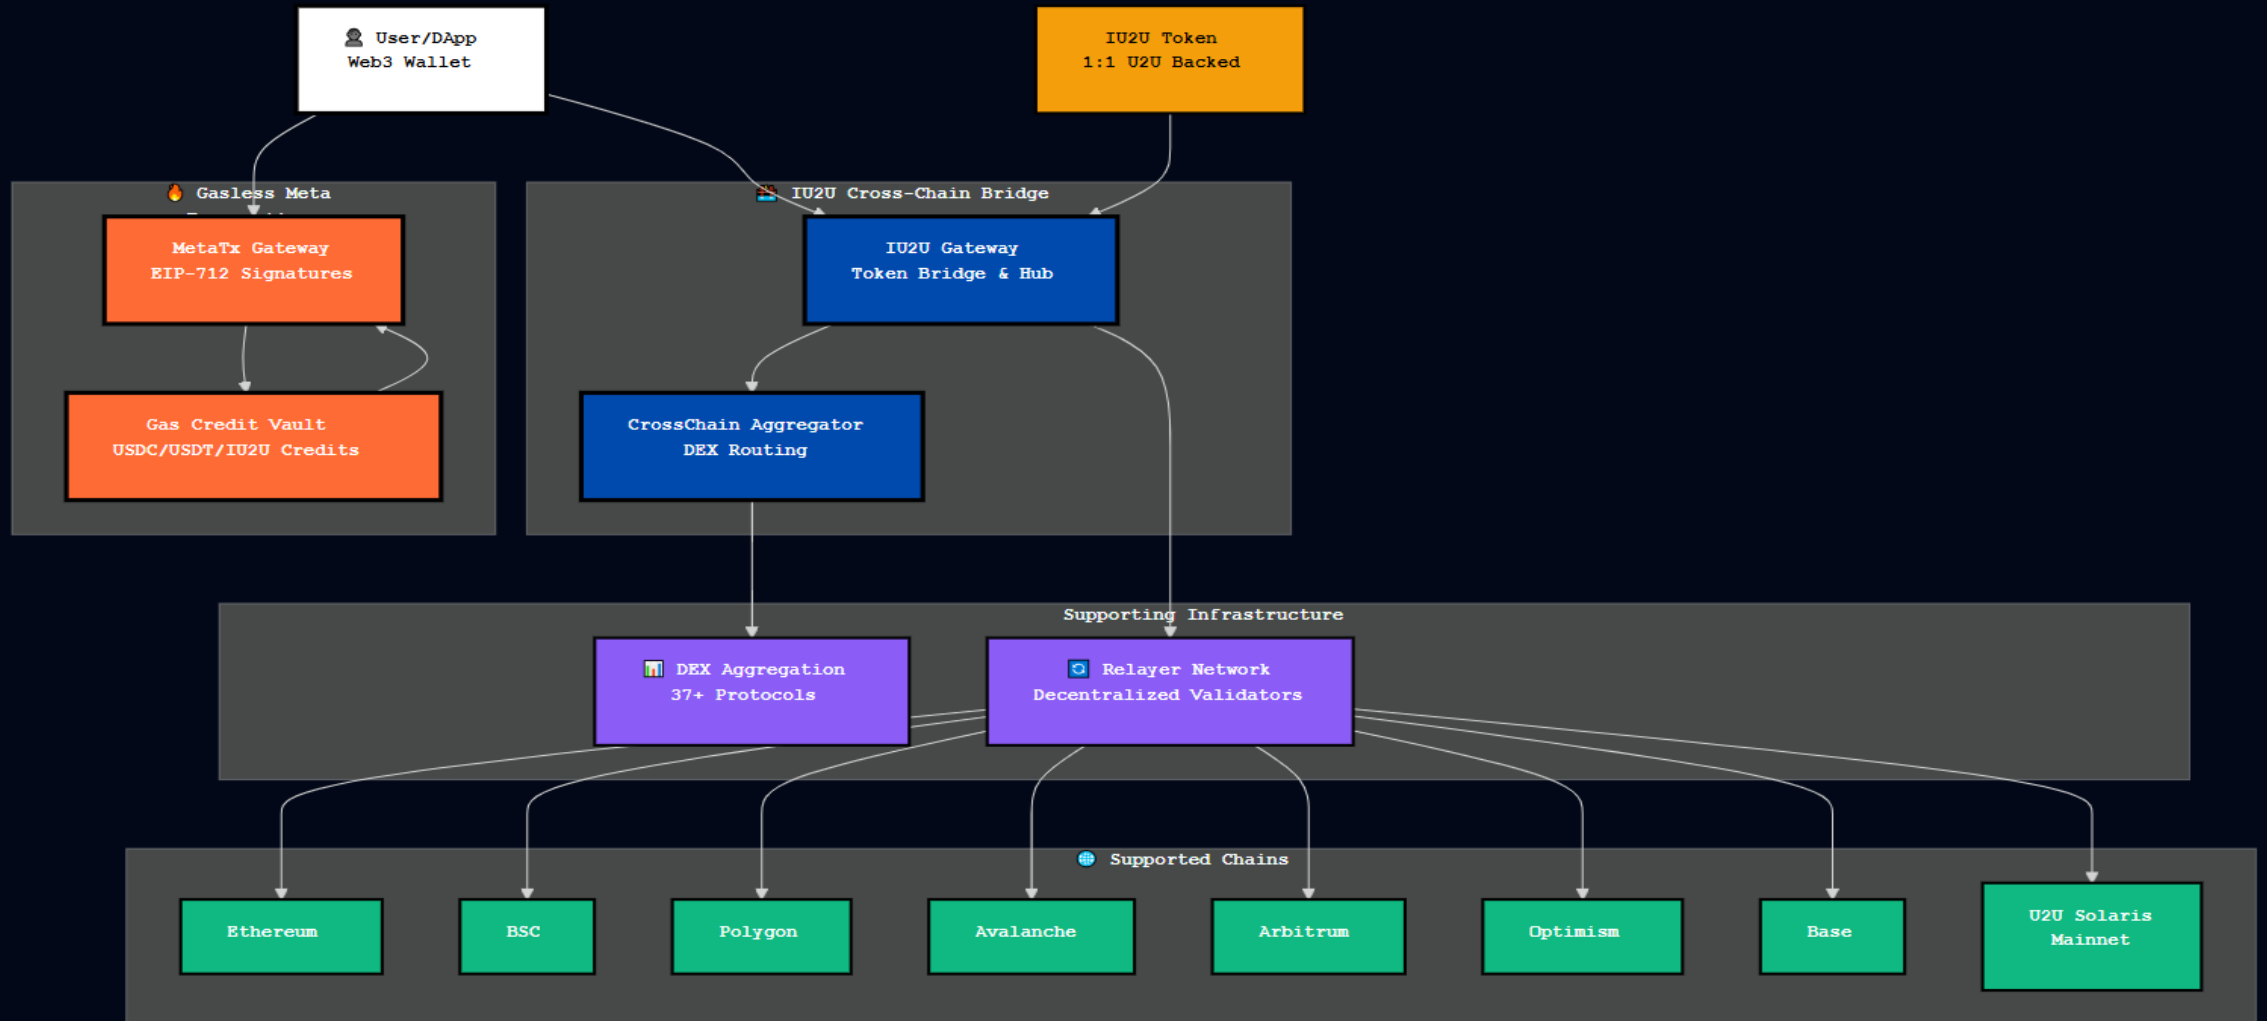 User/DApp
Web3 Wallet
IU2U Token
1:1 U2U Backed
Gasless Meta
IU2U Cross-Chain Bridge
MetaTx Gateway
EIP-712 Signatures
IU2U Gateway
Token Bridge & Hub
Gas Credit Vault
USDC/USDT/IU2U Credits
CrossChain Aggregator
DEX Routing
Supporting Infrastructure
DEX Aggregation
37+ Protocols
Relayer Network
Decentralized Validators
Supported Chains
Ethereum
BSC
Polygon
Avalanche
Arbitrum
Optimism
Base
U2U Solaris
Mainnet